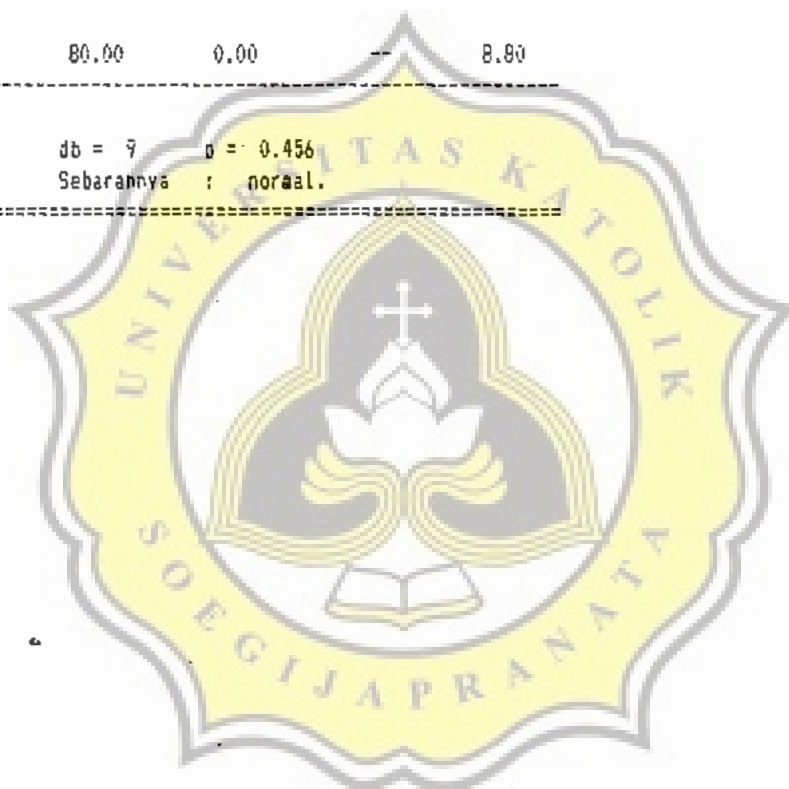 80.00 0.00 -- 8.80
db = 9 p = 0.456
Sebarannya : normal.
UNIVERSITAS KATOLIK
SOEGIJAPRANATA